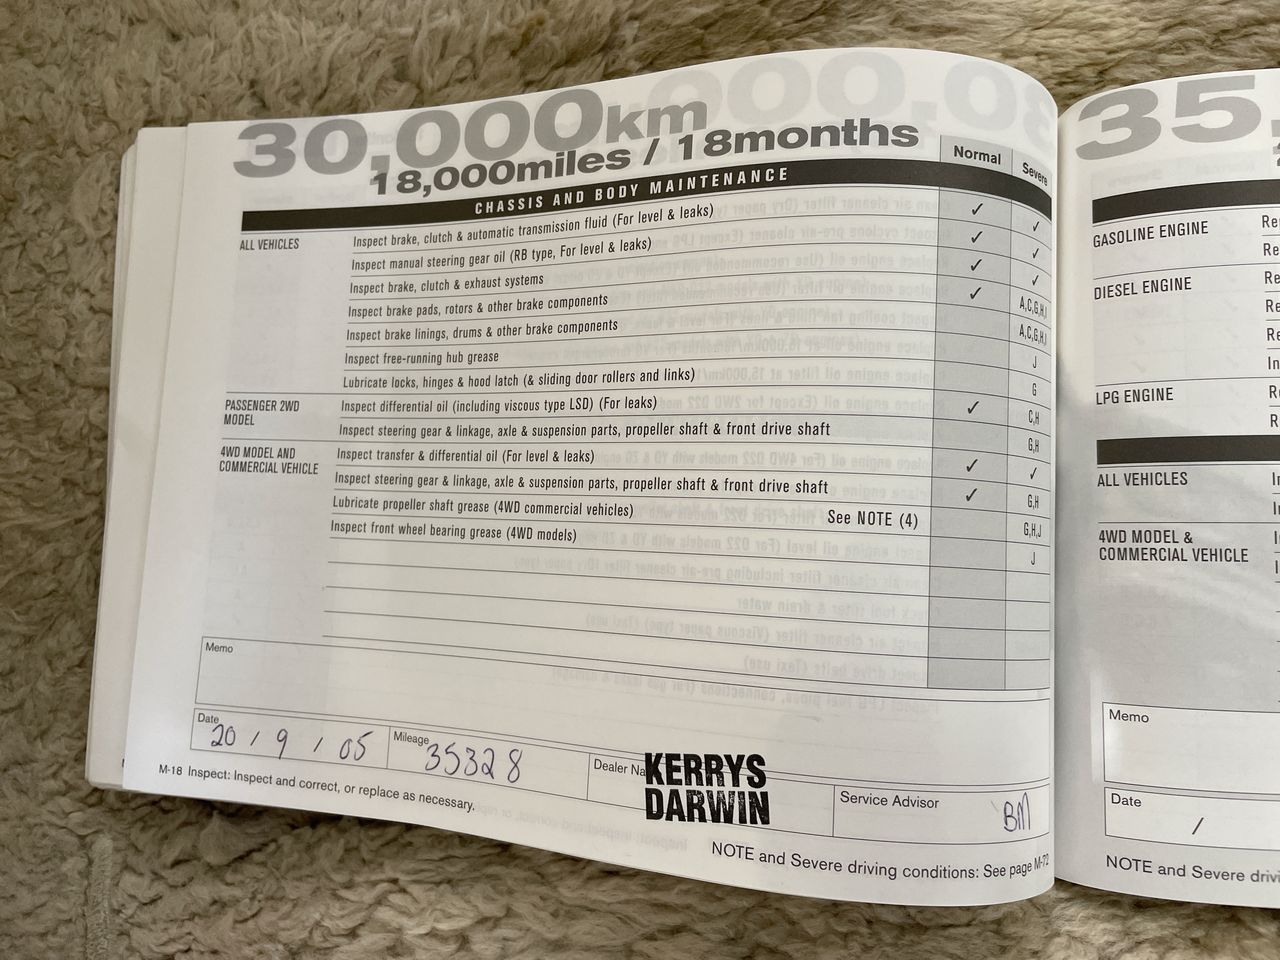 30,000km
18,000miles / 18months
Normal Severe
CHASSIS AND BODY MAINTENANCE
ALL VEHICLES Inspect brake, clutch & automatic transmission fluid (For level & leaks) ✓ ✓
Inspect manual steering gear oil (RB type, For level & leaks) ✓ ✓
Inspect brake, clutch & exhaust systems ✓ ✓
Inspect brake pads, rotors & other brake components ✓ A,C,G,H,I
Inspect brake linings, drums & other brake components A,C,G,H,I
Inspect free-running hub grease J
Lubricate locks, hinges & hood latch (& sliding door rollers and links) G
PASSENGER 2WD MODEL Inspect differential oil (including viscous type LSD) (For leaks) ✓ C,H
Inspect steering gear & linkage, axle & suspension parts, propeller shaft & front drive shaft G,H
4WD MODEL AND COMMERCIAL VEHICLE Inspect transfer & differential oil (For level & leaks) ✓ ✓
Inspect steering gear & linkage, axle & suspension parts, propeller shaft & front drive shaft ✓ G,H
Lubricate propeller shaft grease (4WD commercial vehicles) See NOTE (4) G,H,J
Inspect front wheel bearing grease (4WD models) J
Memo
Date 20 / 9 / 05 Mileage 35328 Dealer KERRYS DARWIN Service Advisor BM
M-18 Inspect: Inspect and correct, or replace as necessary.
NOTE and Severe driving conditions: See page M-72
35,
GASOLINE ENGINE
DIESEL ENGINE
LPG ENGINE
ALL VEHICLES
4WD MODEL &
COMMERCIAL VEHICLE
Memo
Date
/
NOTE and Severe